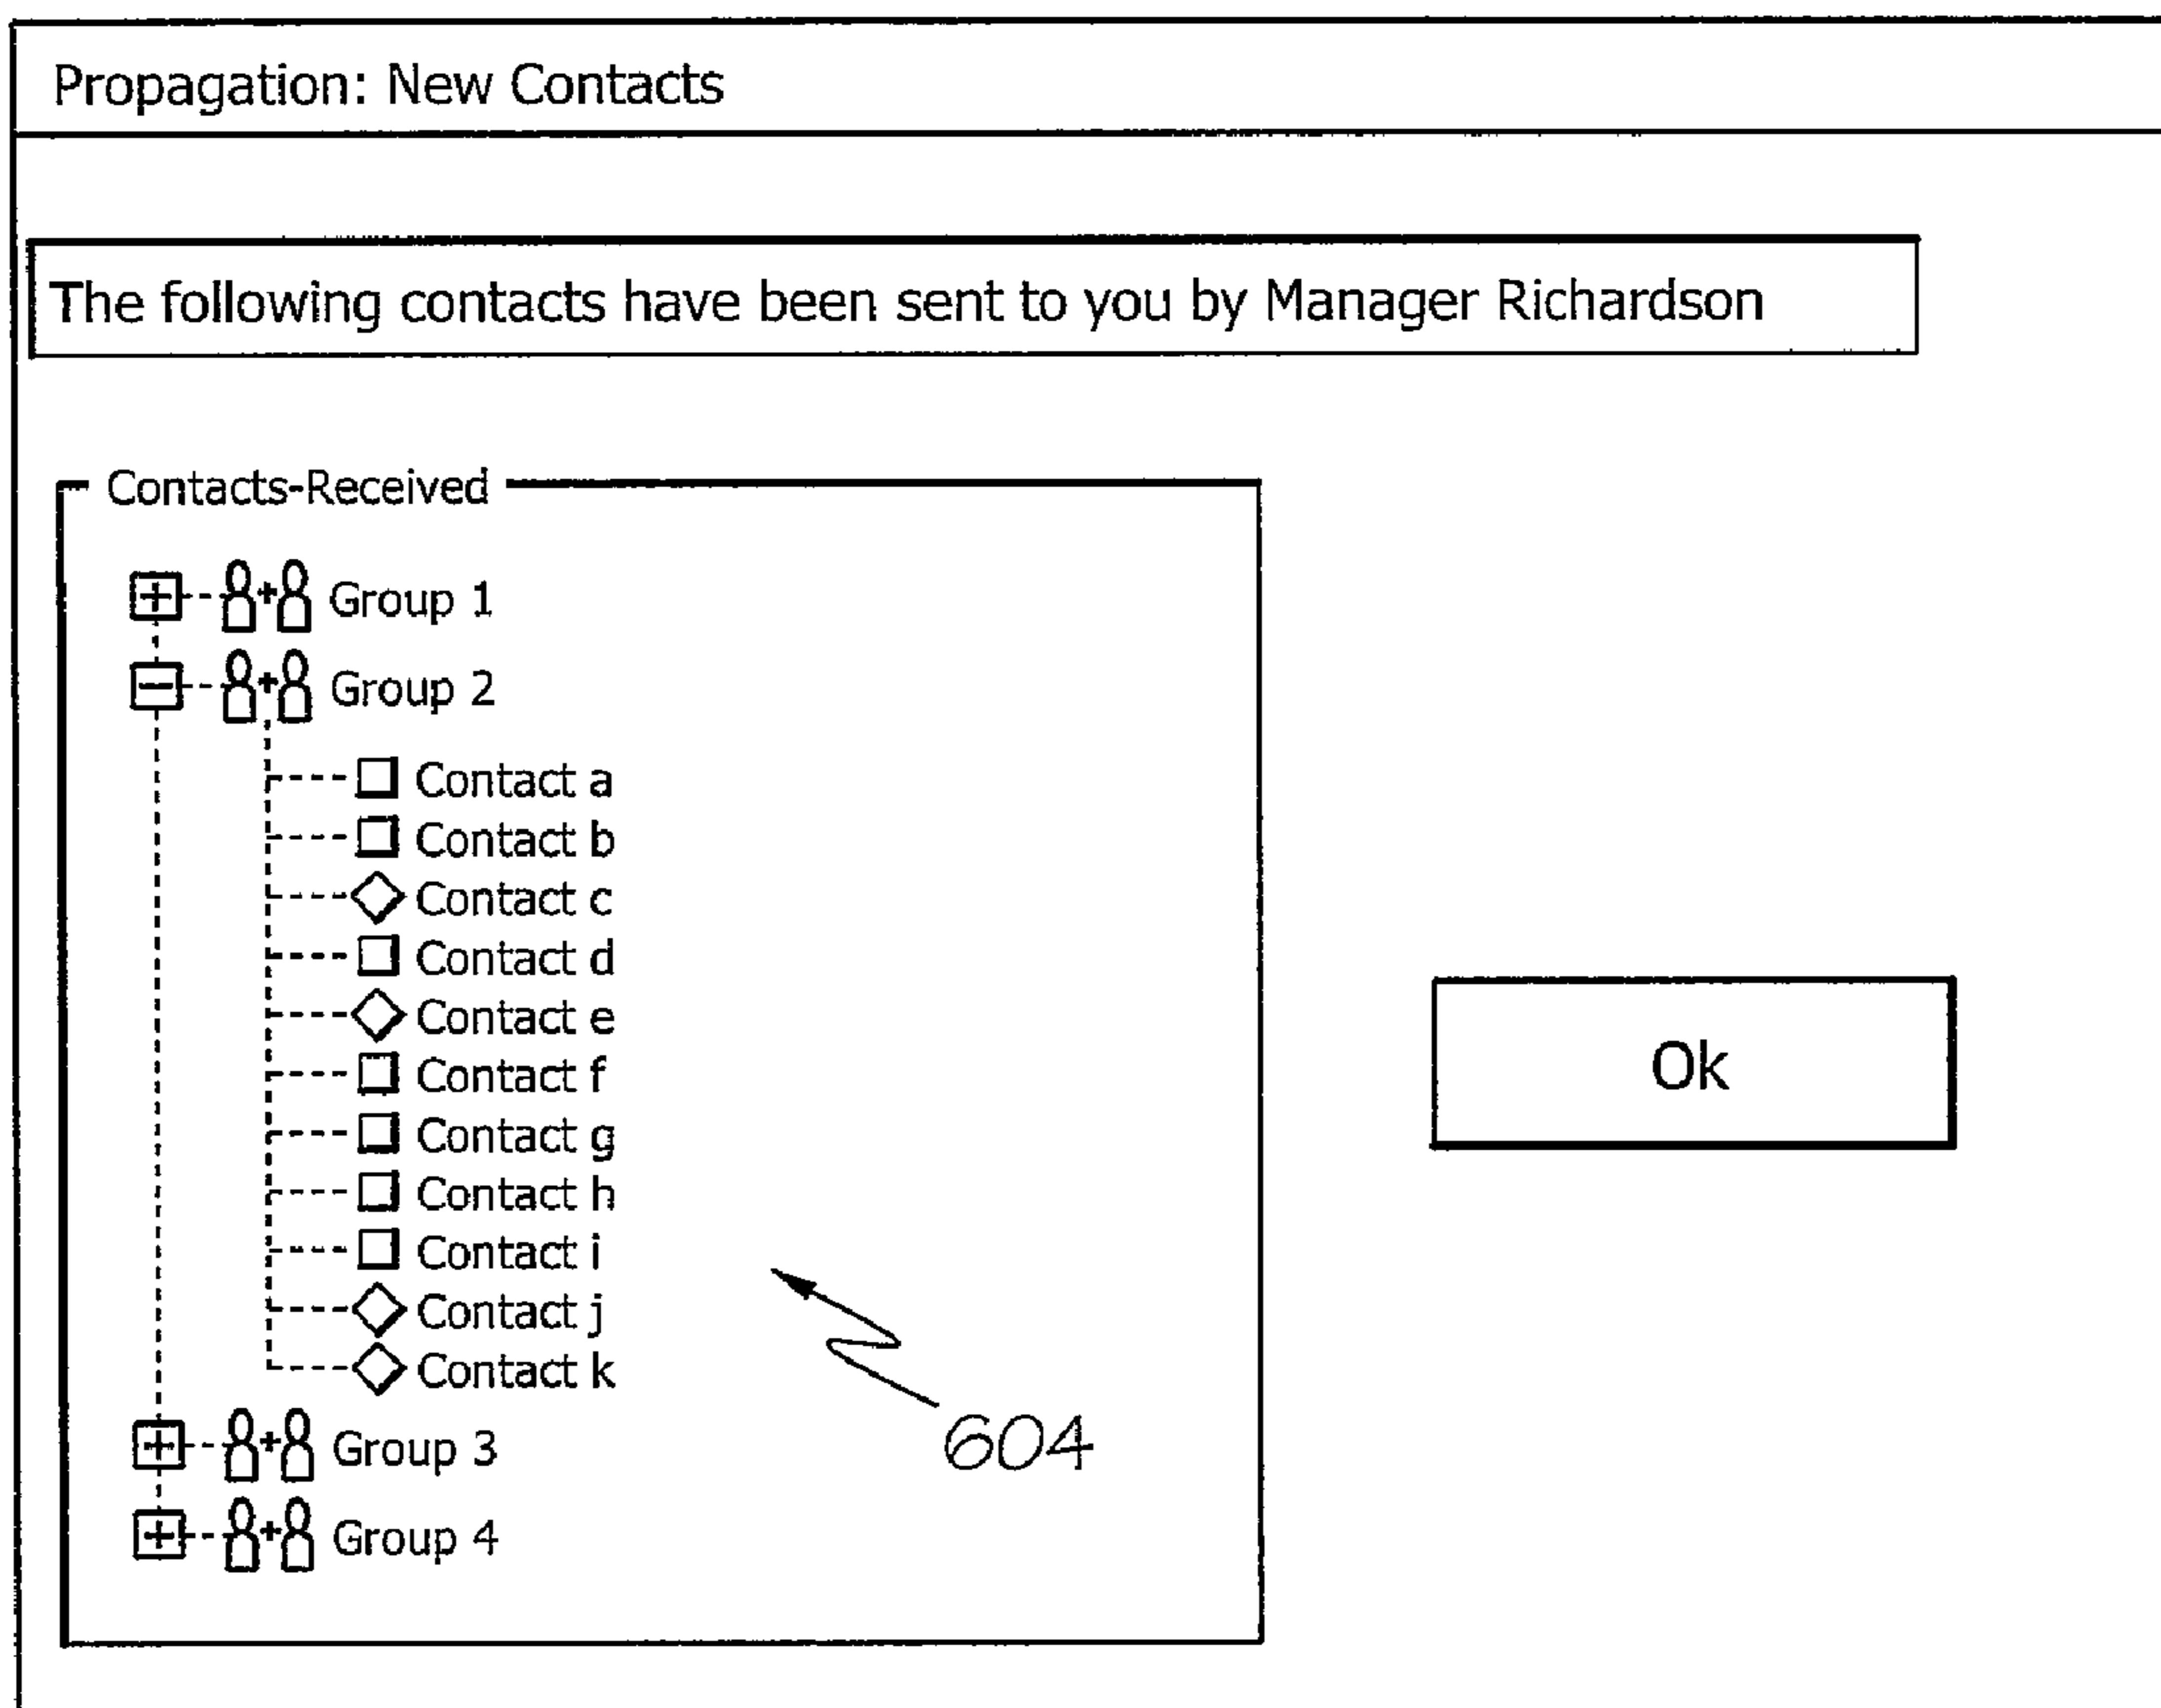 Propagation: New Contacts
The following contacts have been sent to you by Manager Richardson
Contacts-Received
Group 1
Group 2
Contact a
Contact b
Contact c
Contact d
Contact e
Contact f
Contact g
Contact h
Contact i
Contact j
Contact k
Group 3
Group 4
Ok
604